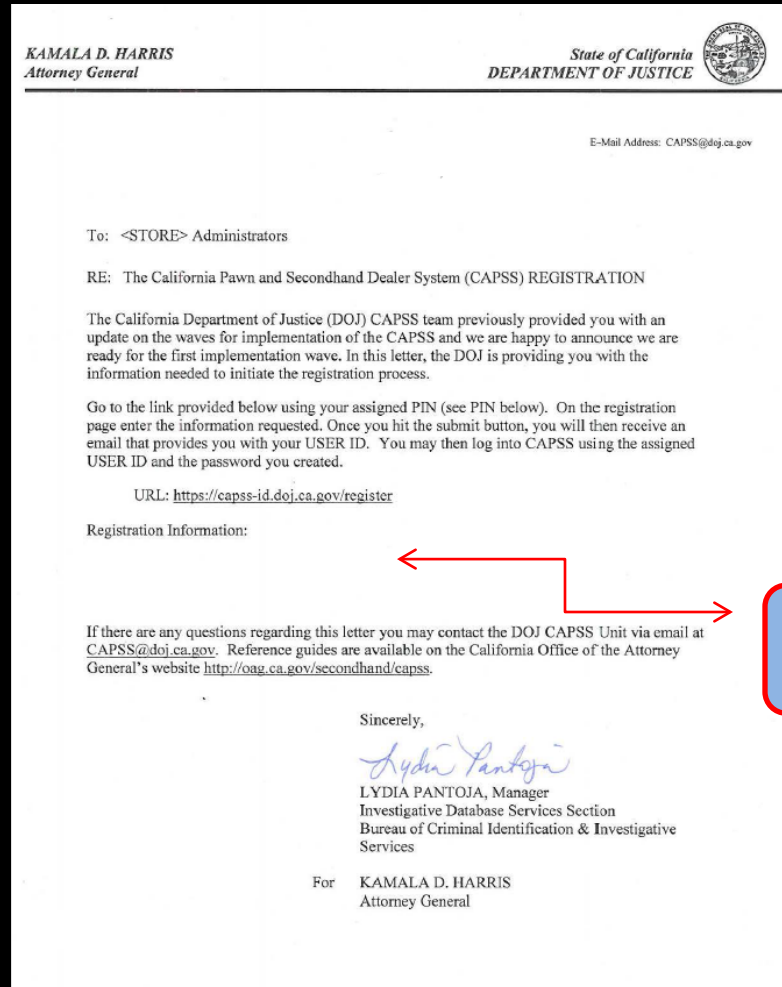 KAMALA D. HARRIS
Attorney General
State of California
DEPARTMENT OF JUSTICE
E-Mail Address: CAPSS@doj.ca.gov
To: <STORE> Administrators
RE: The California Pawn and Secondhand Dealer System (CAPSS) REGISTRATION
The California Department of Justice (DOJ) CAPSS team previously provided you with an
update on the waves for implementation of the CAPSS and we are happy to announce we are
ready for the first implementation wave. In this letter, the DOJ is providing you with the
information needed to initiate the registration process.
Go to the link provided below using your assigned PIN (see PIN below). On the registration
page enter the information requested. Once you hit the submit button, you will then receive an
email that provides you with your USER ID. You may then log into CAPSS using the assigned
USER ID and the password you created.
URL: https://capss-id.doj.ca.gov/register
Registration Information:
If there are any questions regarding this letter you may contact the DOJ CAPSS Unit via email at
CAPSS@doj.ca.gov. Reference guides are available on the California Office of the Attorney
General's website http://oag.ca.gov/secondhand/capss.
Sincerely,
Lydia Pantoja
LYDIA PANTOJA, Manager
Investigative Database Services Section
Bureau of Criminal Identification & Investigative
Services
For KAMALA D. HARRIS
Attorney General